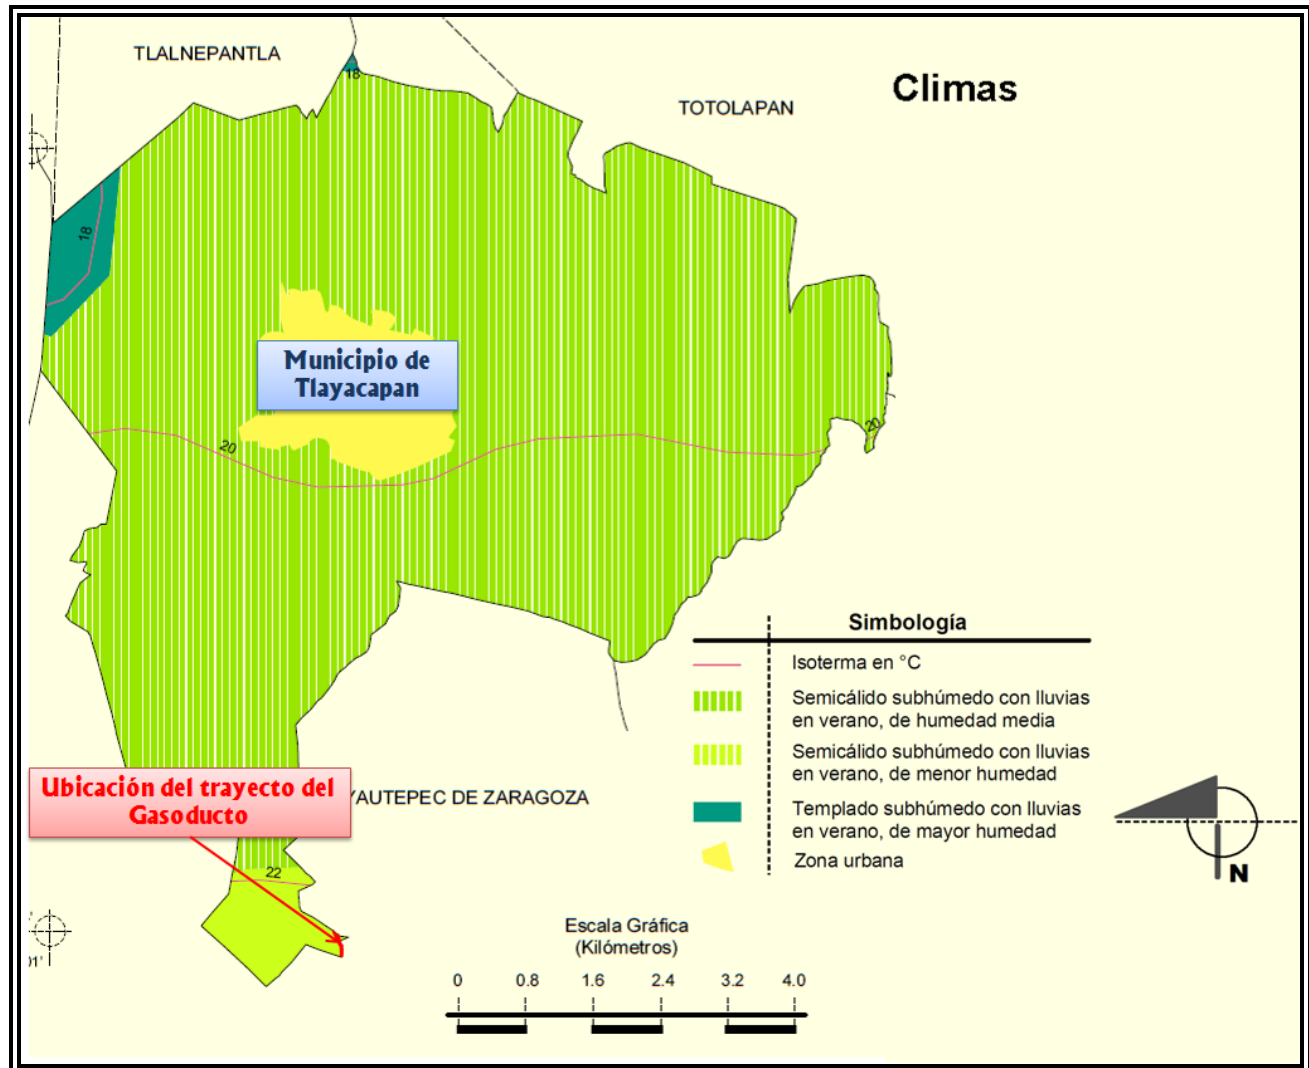 TLALNEPANTLA
18
Climas
TOTOLAPAN
18
Municipio de
Tlayacapan
20
20
Simbología
Isoterma en °C
Semicálido subhúmedo con lluvias
en verano, de humedad media
Semicálido subhúmedo con lluvias
en verano, de menor humedad
Templado subhúmedo con lluvias
en verano, de mayor humedad
Zona urbana
Ubicación del trayecto del
Gasoducto
YAUTEPEC DE ZARAGOZA
22
N
Escala Gráfica
(Kilómetros)
0 0.8 1.6 2.4 3.2 4.0